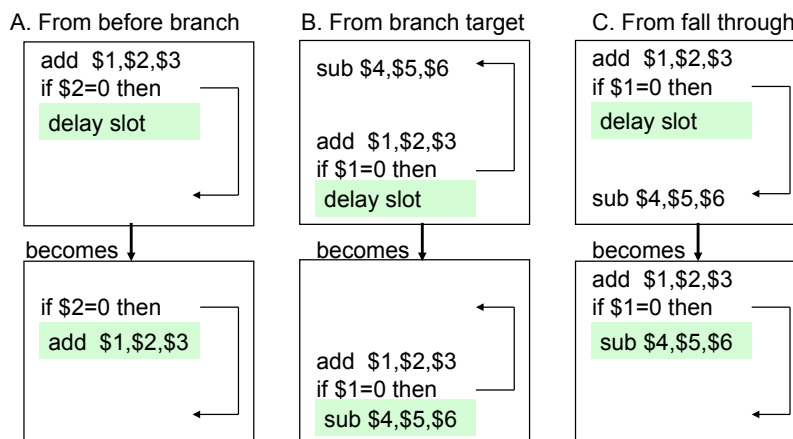 A. From before branch
add $1,$2,$3
if $2=0 then
delay slot
becomes
if $2=0 then
add $1,$2,$3
B. From branch target
sub $4,$5,$6
add $1,$2,$3
if $1=0 then
delay slot
becomes
add $1,$2,$3
if $1=0 then
sub $4,$5,$6
C. From fall through
add $1,$2,$3
if $1=0 then
delay slot
sub $4,$5,$6
becomes
add $1,$2,$3
if $1=0 then
sub $4,$5,$6